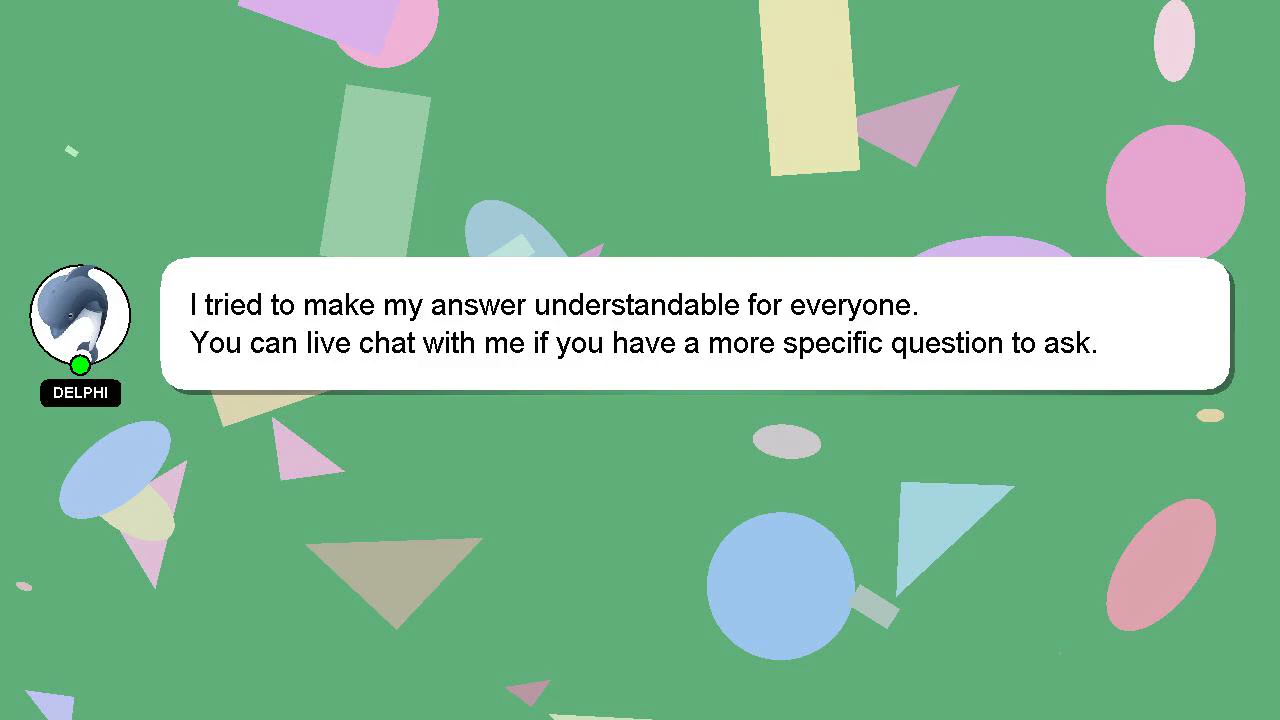 I tried to make my answer understandable for everyone.
You can live chat with me if you have a more specific question to ask.
DELPHI